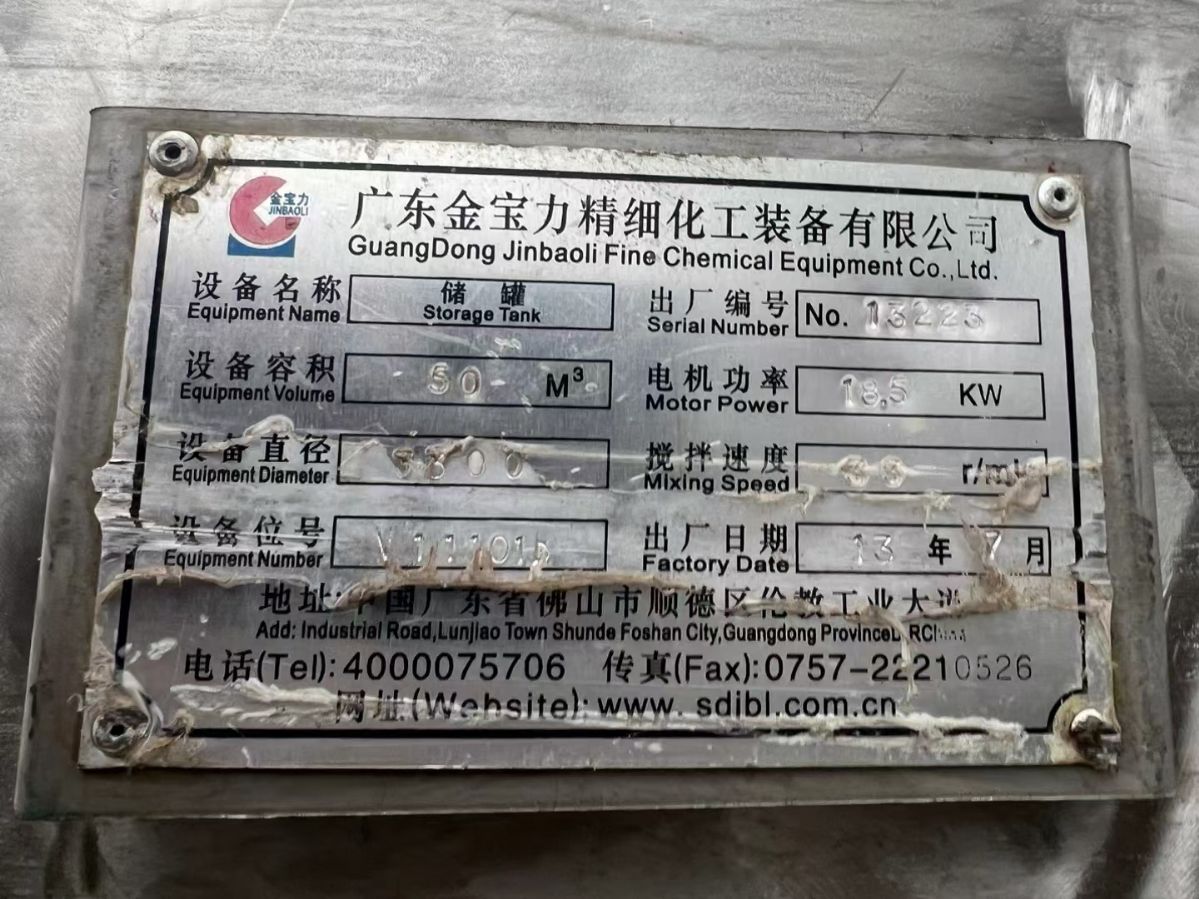 金宝力
JINBAOLI
广东金宝力精细化工装备有限公司
GuangDong Jinbaoli Fine Chemical Equipment Co.,Ltd.
设备名称 储罐 出厂编号 No. 13223
Equipment Name Storage Tank Serial Number
设备容积 50 M³ 电机功率 18.5 KW
Equipment Volume Motor Power
设备直径 搅拌速度
Equipment Diameter Mixing Speed
设备位号 出厂日期 13 年 7 月
Equipment Number Factory Date
地址:中国广东省佛山市顺德区伦教工业大道
Add: Industrial Road,Lunjiao Town Shunde Foshan City,Guangdong
电话(Tel):4000075706 传真(Fax):0757-22210526
网址(Website):www.